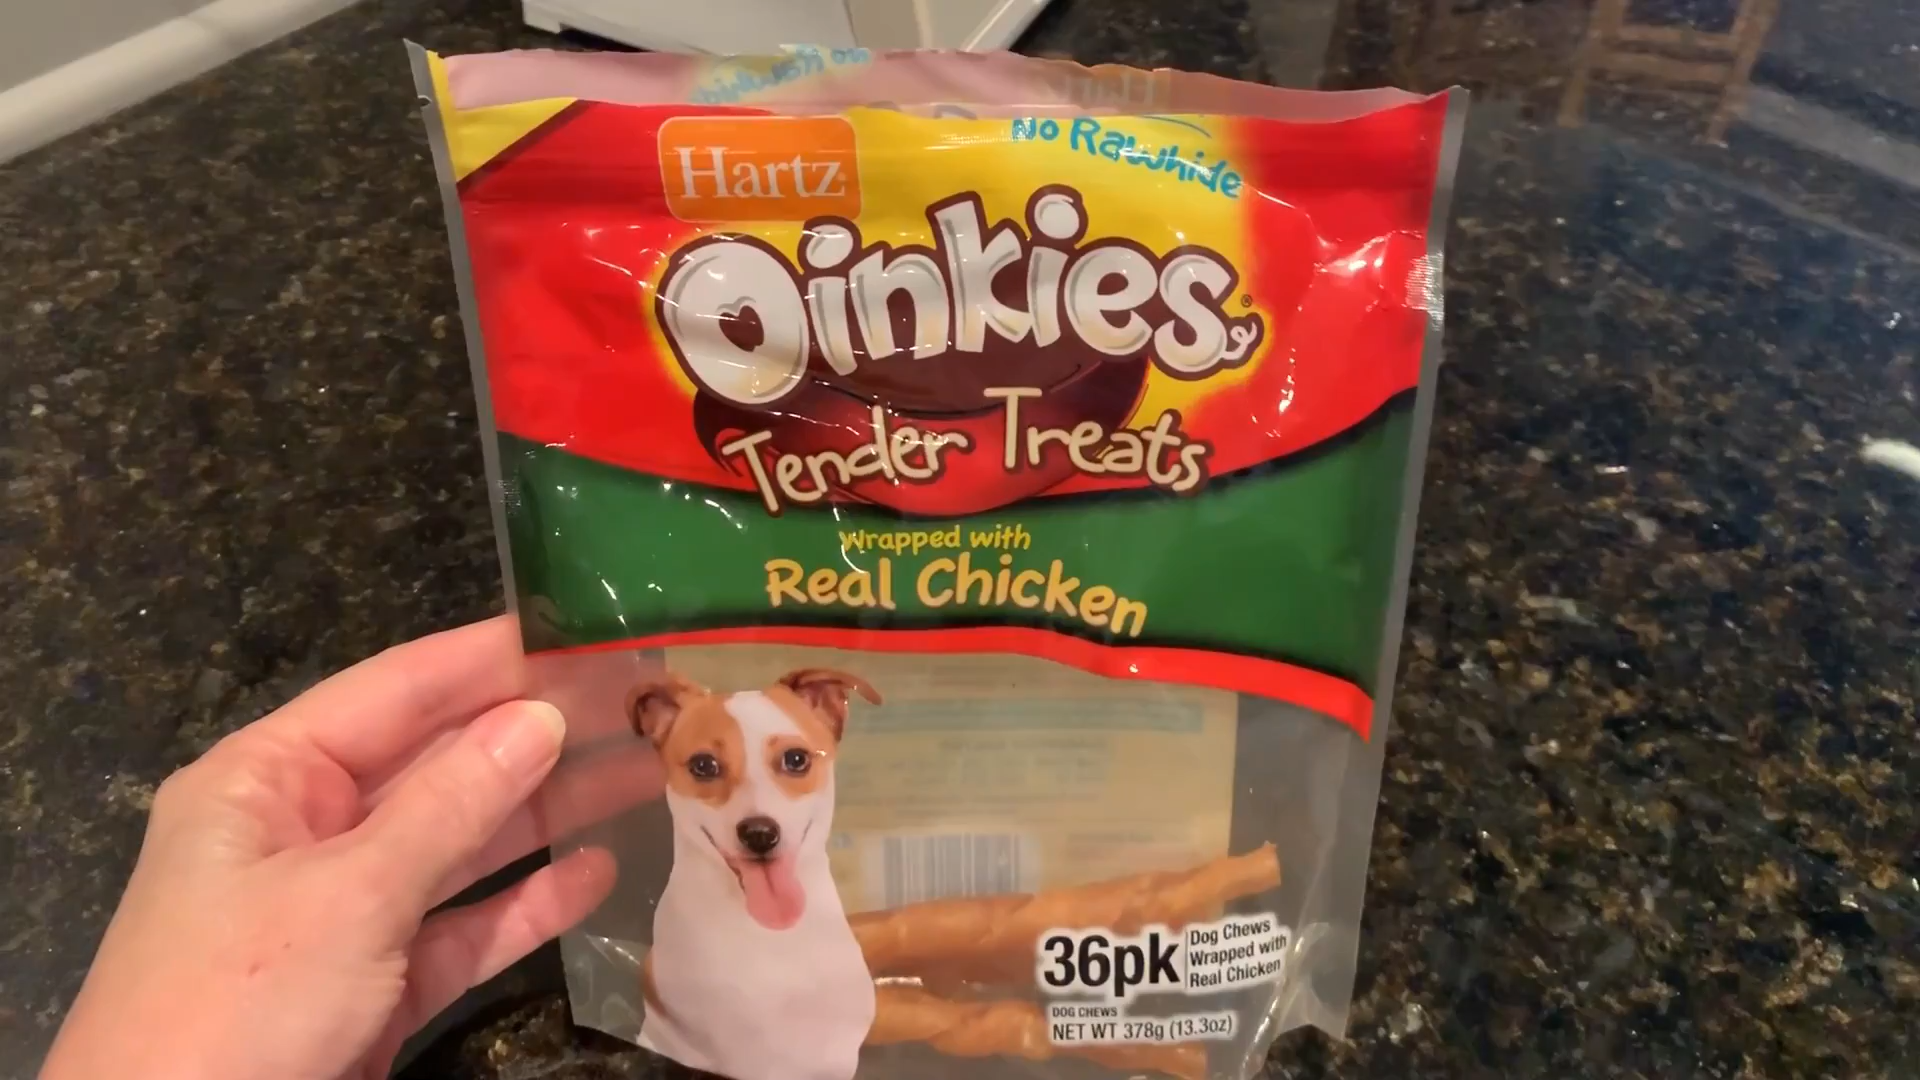 Hartz
No Rawhide
Oinkies®
Tender Treats
Wrapped with
Real Chicken
36pk
Dog Chews
Wrapped with
Real Chicken
DOG CHEWS
NET WT 378g (13.3oz)